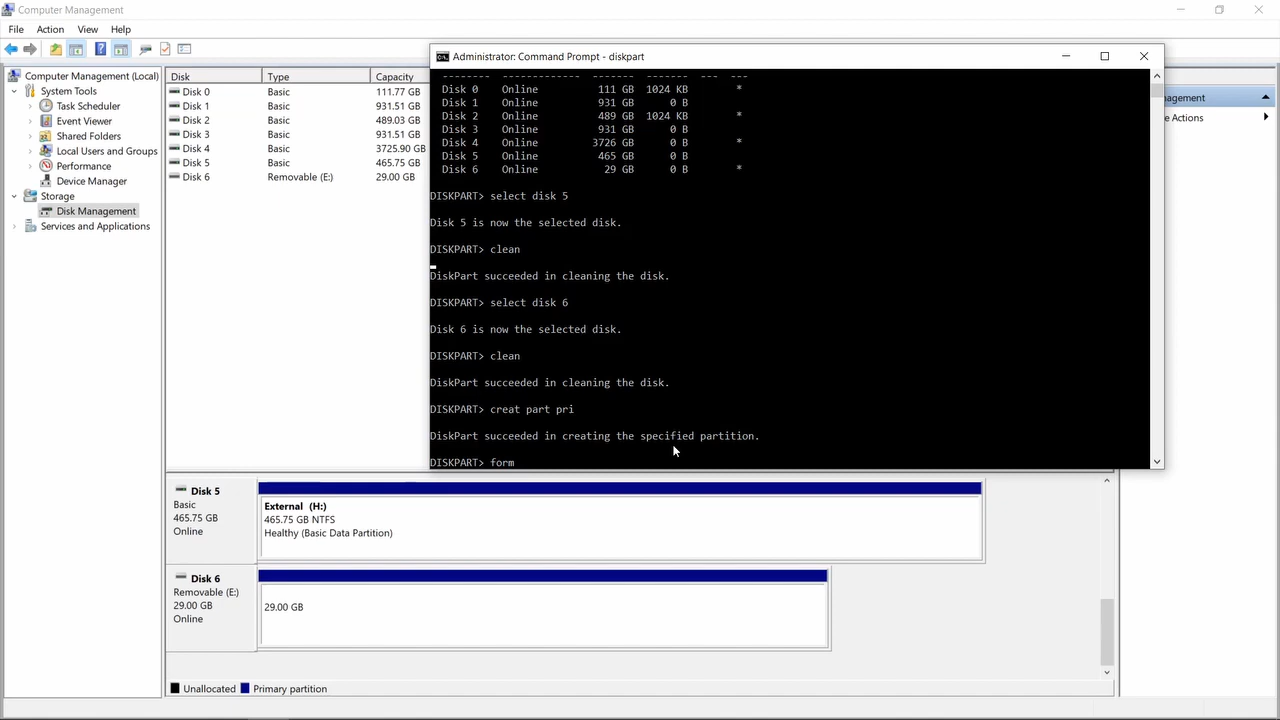 Computer Management
File Action View Help
Computer Management (Local)
System Tools
Task Scheduler
Event Viewer
Shared Folders
Local Users and Groups
Performance
Device Manager
Storage
Disk Management
Services and Applications
Disk Type Capacity
Disk 0 Basic 111.77 GB
Disk 1 Basic 931.51 GB
Disk 2 Basic 489.03 GB
Disk 3 Basic 931.51 GB
Disk 4 Basic 3725.90 GB
Disk 5 Basic 465.75 GB
Disk 6 Removable (E:) 29.00 GB
Administrator: Command Prompt - diskpart
-------- ------------- ------- ------- --- ---
Disk 0 Online 111 GB 1024 KB *
Disk 1 Online 931 GB 0 B
Disk 2 Online 489 GB 1024 KB *
Disk 3 Online 931 GB 0 B
Disk 4 Online 3726 GB 0 B *
Disk 5 Online 465 GB 0 B
Disk 6 Online 29 GB 0 B *
DISKPART> select disk 5
Disk 5 is now the selected disk.
DISKPART> clean
DiskPart succeeded in cleaning the disk.
DISKPART> select disk 6
Disk 6 is now the selected disk.
DISKPART> clean
DiskPart succeeded in cleaning the disk.
DISKPART> creat part pri
DiskPart succeeded in creating the specified partition.
DISKPART> form
nagement
e Actions
Disk 5
Basic
465.75 GB
Online
External (H:)
465.75 GB NTFS
Healthy (Basic Data Partition)
Disk 6
Removable (E:)
29.00 GB
Online
29.00 GB
Unallocated Primary partition